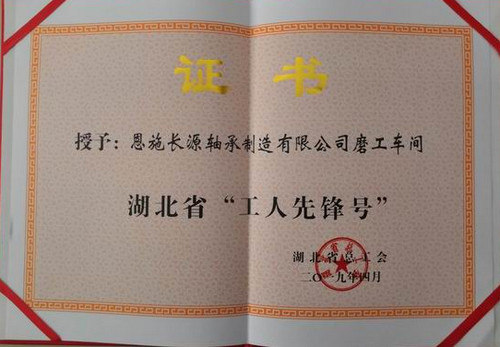 证书
授予：恩施长源轴承制造有限公司磨工车间
湖北省“工人先锋号”
湖北省总工会
二〇一九年四月